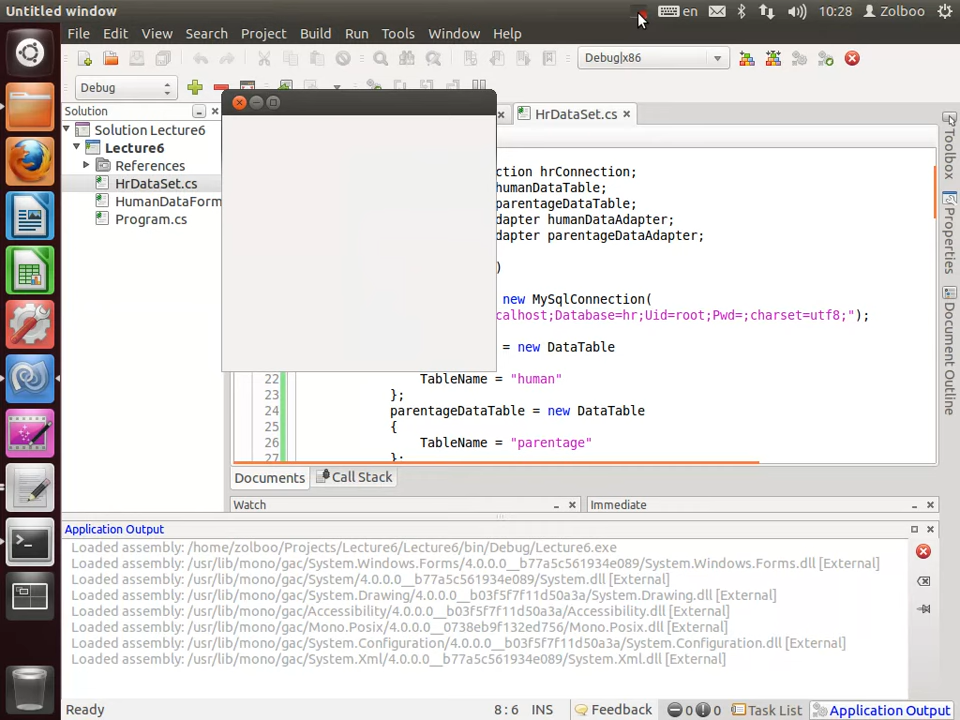 Untitled window
en
10:28
Zolboo
File Edit View Search Project Build Run Tools Window Help
Debug|x86
Debug
Solution
HrDataSet.cs
Solution Lecture6
Lecture6
References
HrDataSet.cs
HumanDataForm
Program.cs
ction hrConnection;
humanDataTable;
parentageDataTable;
dapter humanDataAdapter;
dapter parentageDataAdapter;
)
new MySqlConnection(
calhost;Database=hr;Uid=root;Pwd=;charset=utf8;");
= new DataTable
22 TableName = "human"
23 };
24 parentageDataTable = new DataTable
25 {
26 TableName = "parentage"
27 };
Toolbox
Properties
Document Outline
Documents Call Stack
Watch
Immediate
Application Output
Loaded assembly: /home/zolboo/Projects/Lecture6/Lecture6/bin/Debug/Lecture6.exe
Loaded assembly: /usr/lib/mono/gac/System.Windows.Forms/4.0.0.0__b77a5c561934e089/System.Windows.Forms.dll [External]
Loaded assembly: /usr/lib/mono/gac/System/4.0.0.0__b77a5c561934e089/System.dll [External]
Loaded assembly: /usr/lib/mono/gac/System.Drawing/4.0.0.0__b03f5f7f11d50a3a/System.Drawing.dll [External]
Loaded assembly: /usr/lib/mono/gac/Accessibility/4.0.0.0__b03f5f7f11d50a3a/Accessibility.dll [External]
Loaded assembly: /usr/lib/mono/gac/Mono.Posix/4.0.0.0__0738eb9f132ed756/Mono.Posix.dll [External]
Loaded assembly: /usr/lib/mono/gac/System.Configuration/4.0.0.0__b03f5f7f11d50a3a/System.Configuration.dll [External]
Loaded assembly: /usr/lib/mono/gac/System.Xml/4.0.0.0__b77a5c561934e089/System.Xml.dll [External]
Ready
8 : 6 INS
Feedback
0 0
Task List
Application Output